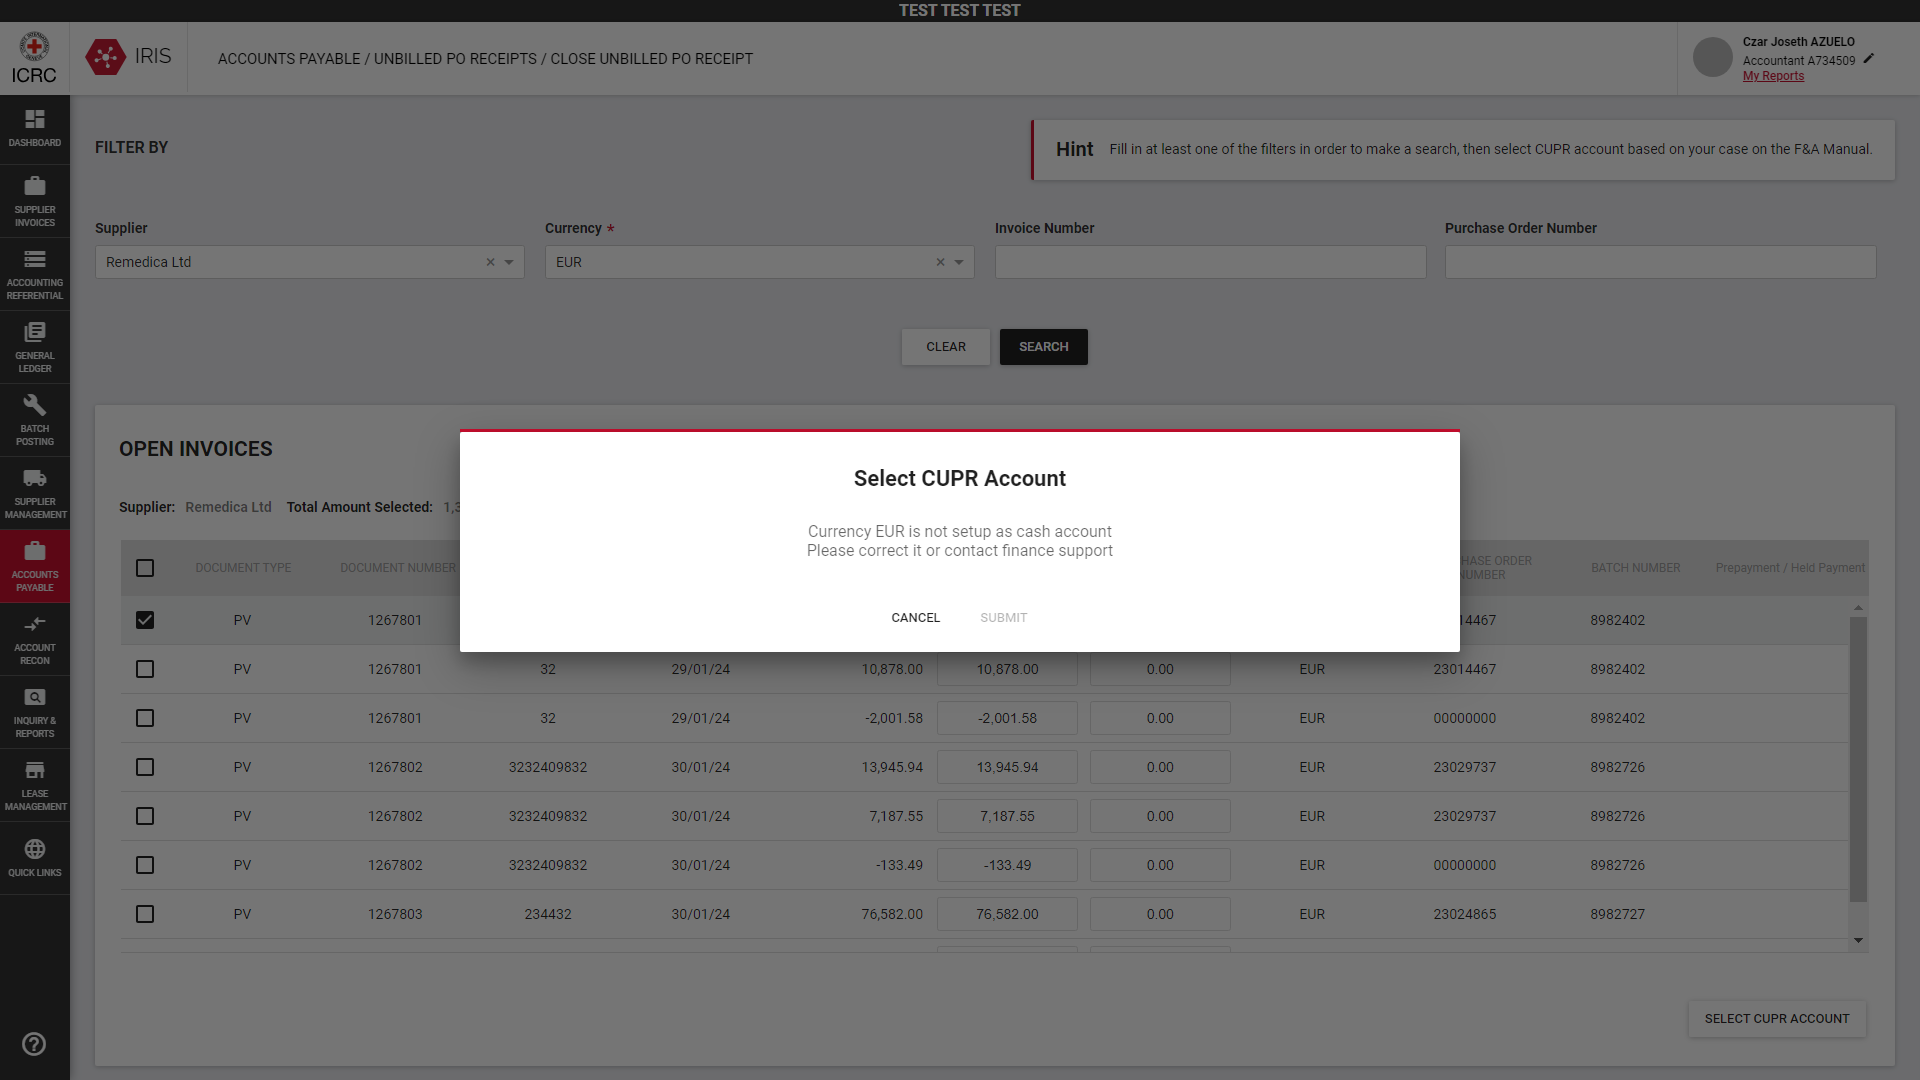 TEST TEST TEST
ICRC
IRIS
ACCOUNTS PAYABLE / UNBILLED PO RECEIPTS / CLOSE UNBILLED PO RECEIPT
Czar Joseth AZUELO
Accountant A734509
My Reports
DASHBOARD
SUPPLIER
INVOICES
ACCOUNTING
REFERENTIAL
GENERAL
LEDGER
BATCH
POSTING
SUPPLIER
MANAGEMENT
ACCOUNTS
PAYABLE
ACCOUNT
RECON
INQUIRY &
REPORTS
LEASE
MANAGEMENT
QUICK LINKS
FILTER BY
Hint Fill in at least one of the filters in order to make a search, then select CUPR account based on your case on the F&A Manual.
Supplier Currency * Invoice Number Purchase Order Number
Remedica Ltd × EUR ×
CLEAR SEARCH
OPEN INVOICES
Supplier: Remedica Ltd Total Amount Selected: 1,3
Select CUPR Account
Currency EUR is not setup as cash account
Please correct it or contact finance support
CANCEL SUBMIT
DOCUMENT TYPE DOCUMENT NUMBER HASE ORDER NUMBER BATCH NUMBER Prepayment / Held Payment
PV 1267801 14467 8982402
PV 1267801 32 29/01/24 10,878.00 10,878.00 0.00 EUR 23014467 8982402
PV 1267801 32 29/01/24 -2,001.58 -2,001.58 0.00 EUR 00000000 8982402
PV 1267802 3232409832 30/01/24 13,945.94 13,945.94 0.00 EUR 23029737 8982726
PV 1267802 3232409832 30/01/24 7,187.55 7,187.55 0.00 EUR 23029737 8982726
PV 1267802 3232409832 30/01/24 -133.49 -133.49 0.00 EUR 00000000 8982726
PV 1267803 234432 30/01/24 76,582.00 76,582.00 0.00 EUR 23024865 8982727
SELECT CUPR ACCOUNT